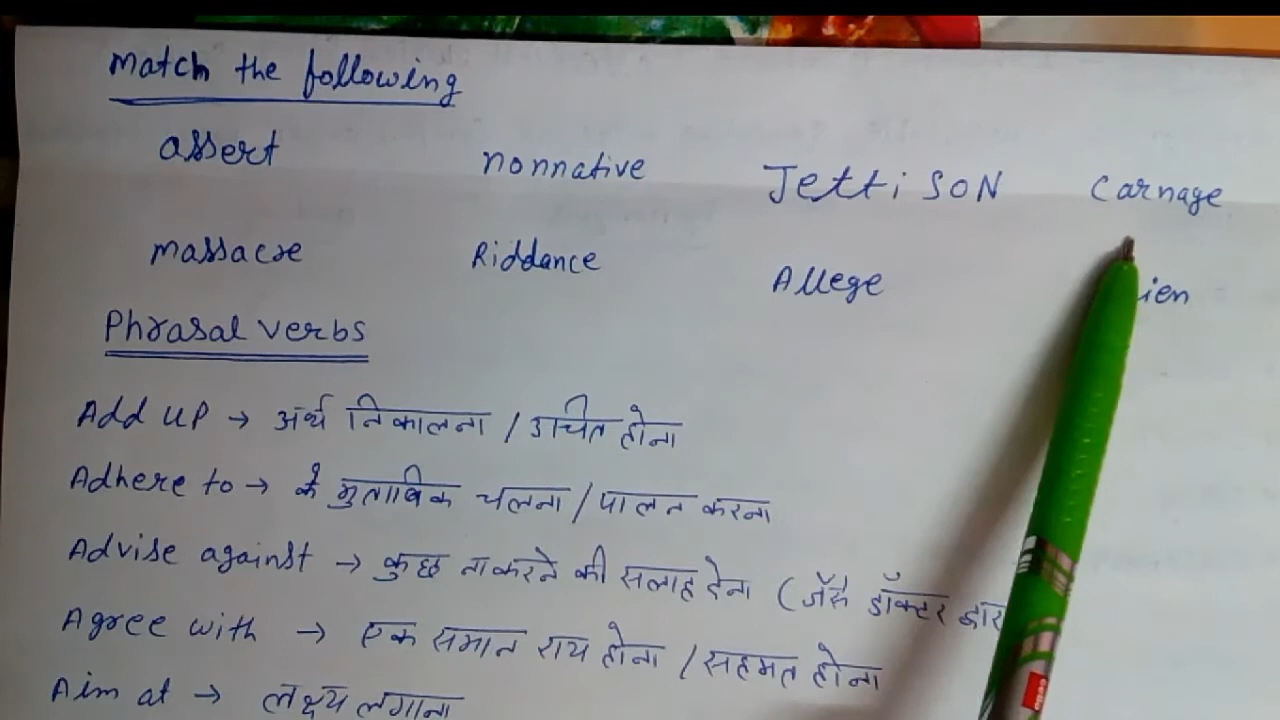 Match the following
assert nonnative JettiSON Carnage
massacre Riddance Allege ien
Phrasal verbs
Add up → अर्थ निकालना / उचित होना
Adhere to → के मुताबिक चलना / पालन करना
Advise against → कुछ ना करने की सलाह देना (जैसे डॉक्टर द्वार
Agree with → एक समान राय होना / सहमत होना
Aim at → लक्ष्य लगाना